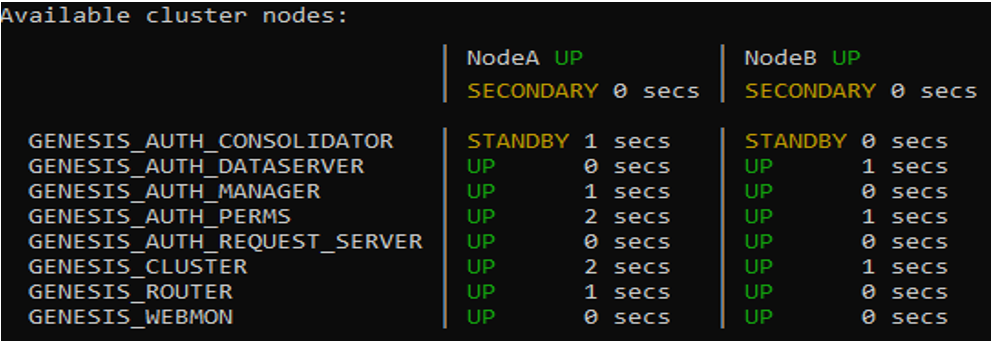 Available cluster nodes:
NodeA UP NodeB UP
SECONDARY 0 secs SECONDARY 0 secs
GENESIS_AUTH_CONSOLIDATOR STANDBY 1 secs STANDBY 0 secs
GENESIS_AUTH_DATASERVER UP 0 secs UP 1 secs
GENESIS_AUTH_MANAGER UP 1 secs UP 0 secs
GENESIS_AUTH_PERMS UP 2 secs UP 1 secs
GENESIS_AUTH_REQUEST_SERVER UP 0 secs UP 0 secs
GENESIS_CLUSTER UP 2 secs UP 1 secs
GENESIS_ROUTER UP 1 secs UP 0 secs
GENESIS_WEBMON UP 0 secs UP 0 secs